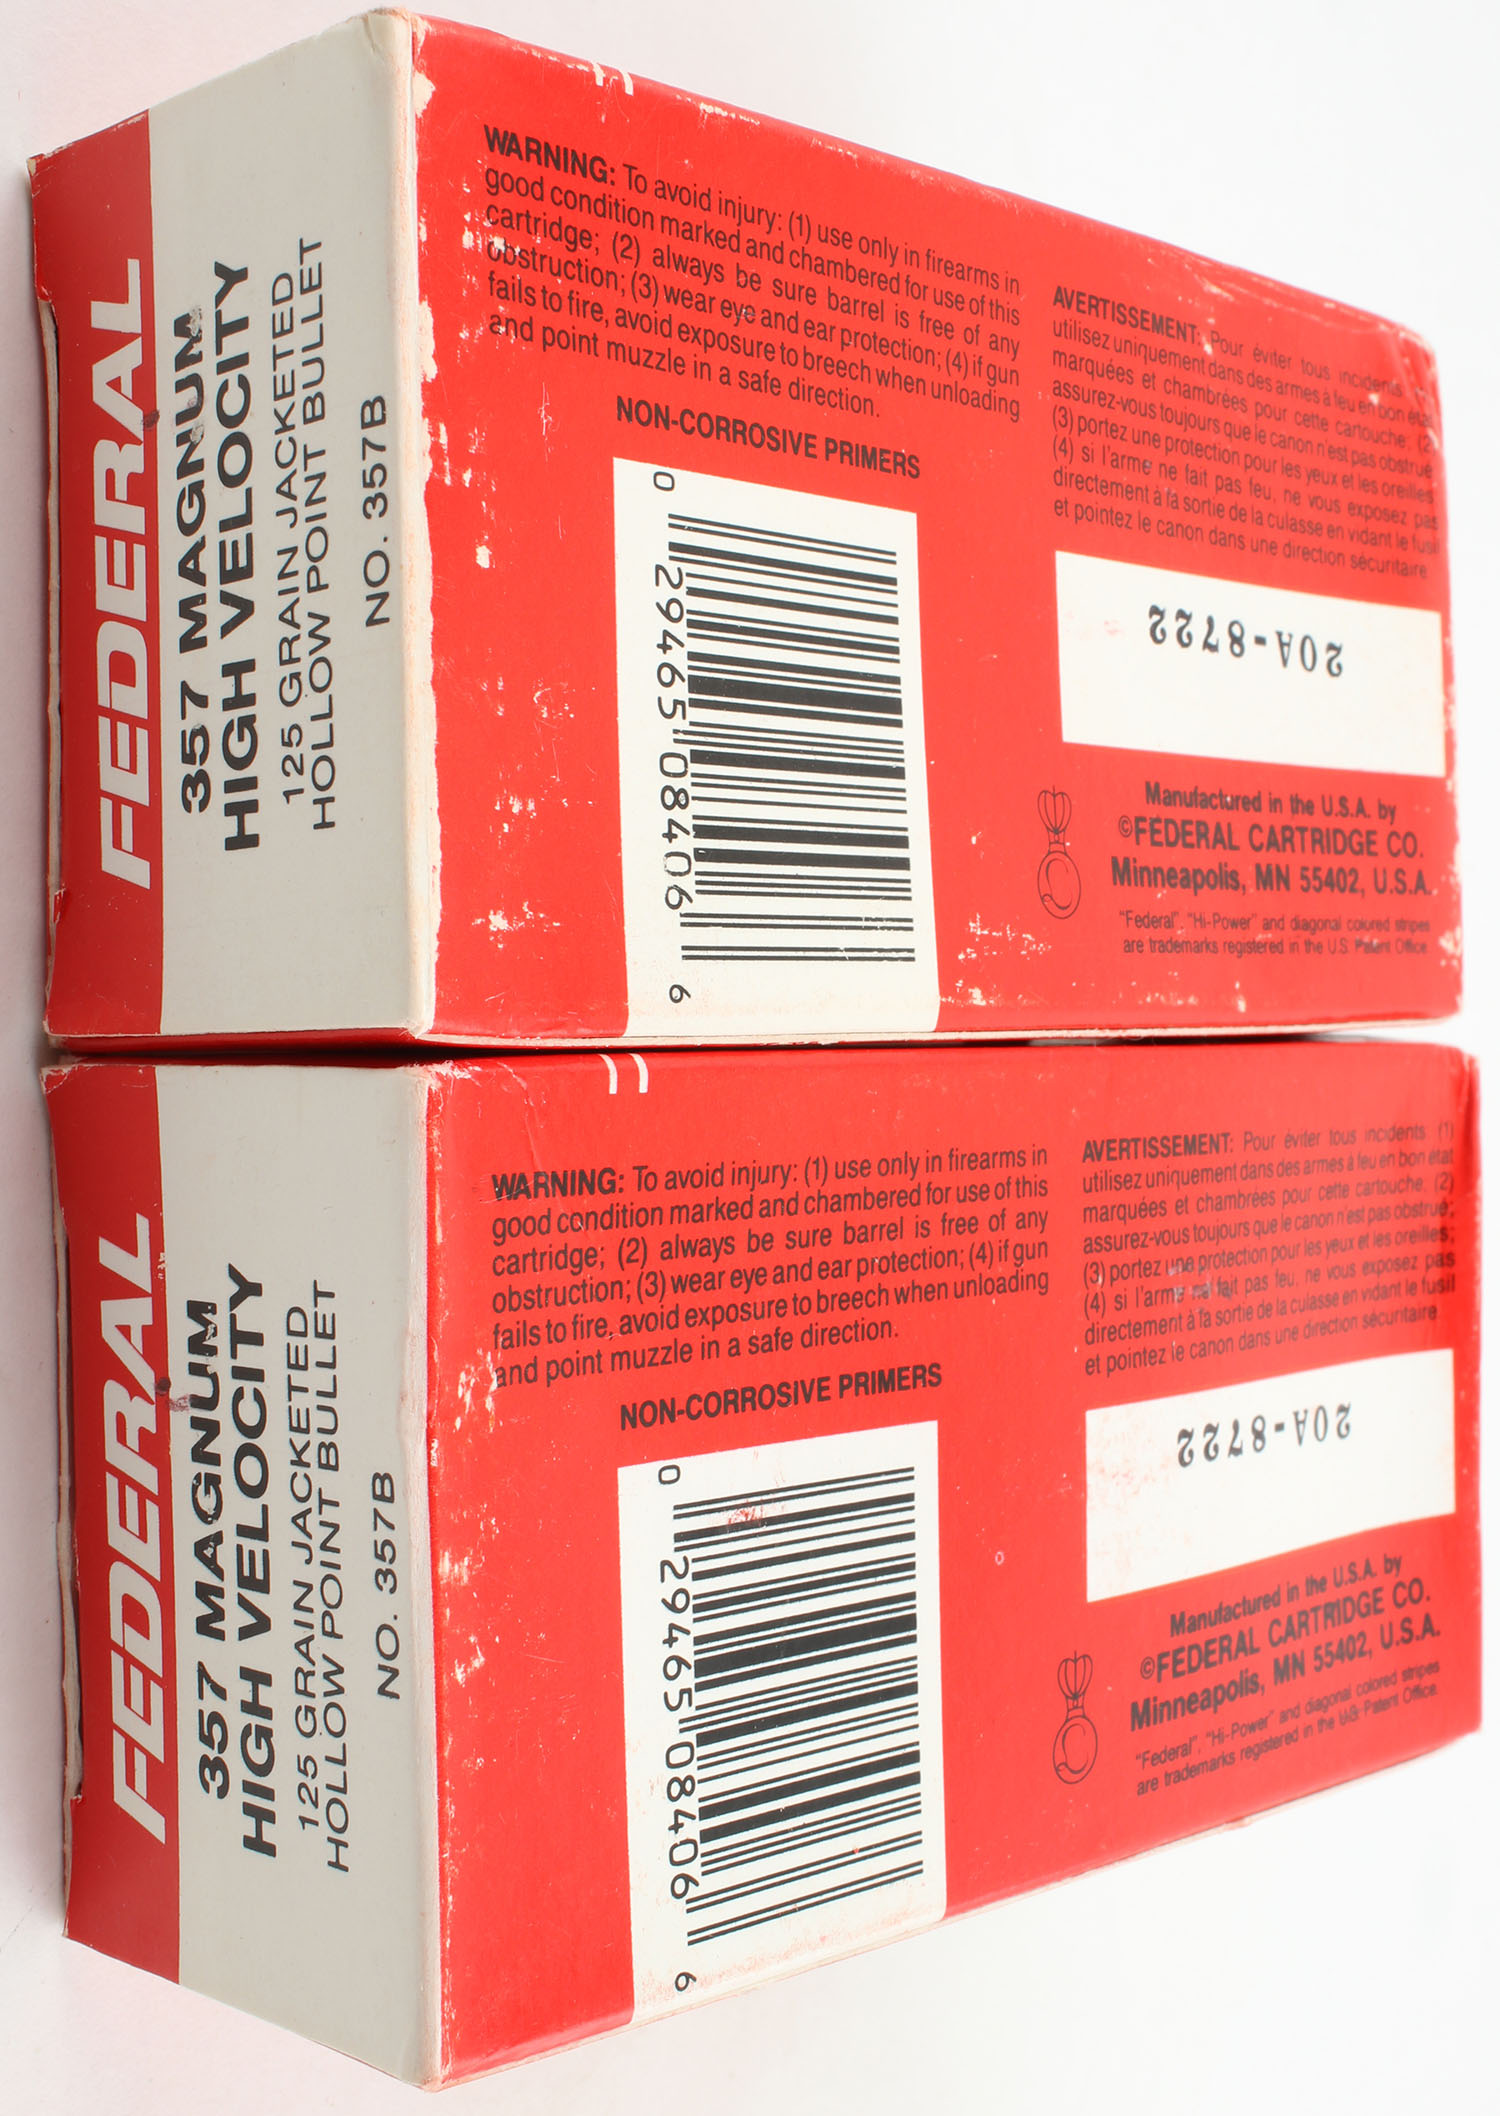 FEDERAL
357 MAGNUM
HIGH VELOCITY
125 GRAIN JACKETED
HOLLOW POINT BULLET
NO. 357B
WARNING: To avoid injury: (1) use only in firearms in
good condition marked and chambered for use of this
cartridge; (2) always be sure barrel is free of any
obstruction; (3) wear eye and ear protection; (4) if gun
fails to fire, avoid exposure to breech when unloading
and point muzzle in a safe direction.
NON-CORROSIVE PRIMERS
0 29465 08406 6
AVERTISSEMENT: Pour éviter tous incidents (1)
utilisez uniquement dans des armes à feu en bon état
marquées et chambrées pour cette cartouche; (2)
assurez-vous toujours que le canon n'est pas obstrué
(3) portez une protection pour les yeux et les oreilles
(4) si l'arme ne fait pas feu, ne vous exposez pas
directement à la sortie de la culasse en vidant le fusil
et pointez le canon dans une direction sécuritaire
20A-8722
Manufactured in the U.S.A. by
©FEDERAL CARTRIDGE CO.
Minneapolis, MN 55402, U.S.A.
"Federal", "Hi-Power" and diagonal colored stripes
are trademarks registered in the U.S. Patent Office.
FEDERAL
357 MAGNUM
HIGH VELOCITY
125 GRAIN JACKETED
HOLLOW POINT BULLET
NO. 357B
WARNING: To avoid injury: (1) use only in firearms in
good condition marked and chambered for use of this
cartridge; (2) always be sure barrel is free of any
obstruction; (3) wear eye and ear protection; (4) if gun
fails to fire, avoid exposure to breech when unloading
and point muzzle in a safe direction.
NON-CORROSIVE PRIMERS
0 29465 08406 6
AVERTISSEMENT: Pour éviter tous incidents (1)
utilisez uniquement dans des armes à feu en bon état
marquées et chambrées pour cette cartouche; (2)
assurez-vous toujours que le canon n'est pas obstrué;
(3) portez une protection pour les yeux et les oreilles;
(4) si l'arme ne fait pas feu, ne vous exposez pas
directement à la sortie de la culasse en vidant le fusil
et pointez le canon dans une direction sécuritaire.
20A-8722
Manufactured in the U.S.A. by
©FEDERAL CARTRIDGE CO.
Minneapolis, MN 55402, U.S.A.
"Federal", "Hi-Power" and diagonal colored stripes
are trademarks registered in the U.S. Patent Office.